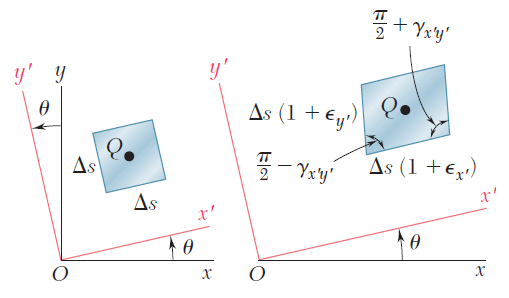 y'
y
θ
Q
Δs
Δs
x'
θ
O
x
π/2 + γx'y'
y'
Δs (1 + ϵy')
Q
π/2 − γx'y'
Δs (1 + ϵx')
x'
θ
O
x